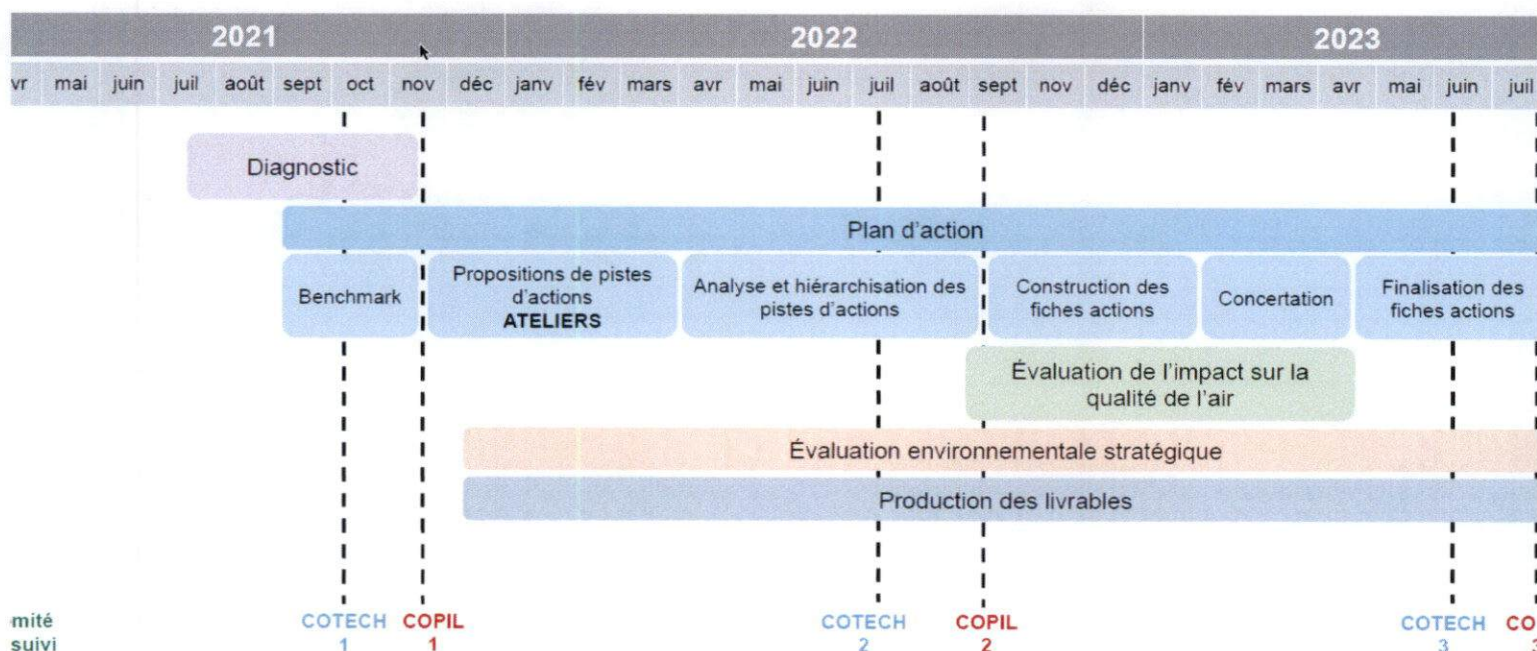 2021 2022 2023
vr mai juin juil août sept oct nov déc janv fév mars avr mai juin juil août sept nov déc janv fév mars avr mai juin juil
Diagnostic
Plan d'action
Benchmark
Propositions de pistes
d'actions
ATELIERS
Analyse et hiérarchisation des
pistes d'actions
Construction des
fiches actions
Concertation
Finalisation des
fiches actions
Évaluation de l'impact sur la
qualité de l'air
Évaluation environnementale stratégique
Production des livrables
mité
suivi
COTECH
1
COPIL
1
COTECH
2
COPIL
2
COTECH
3
CO
3